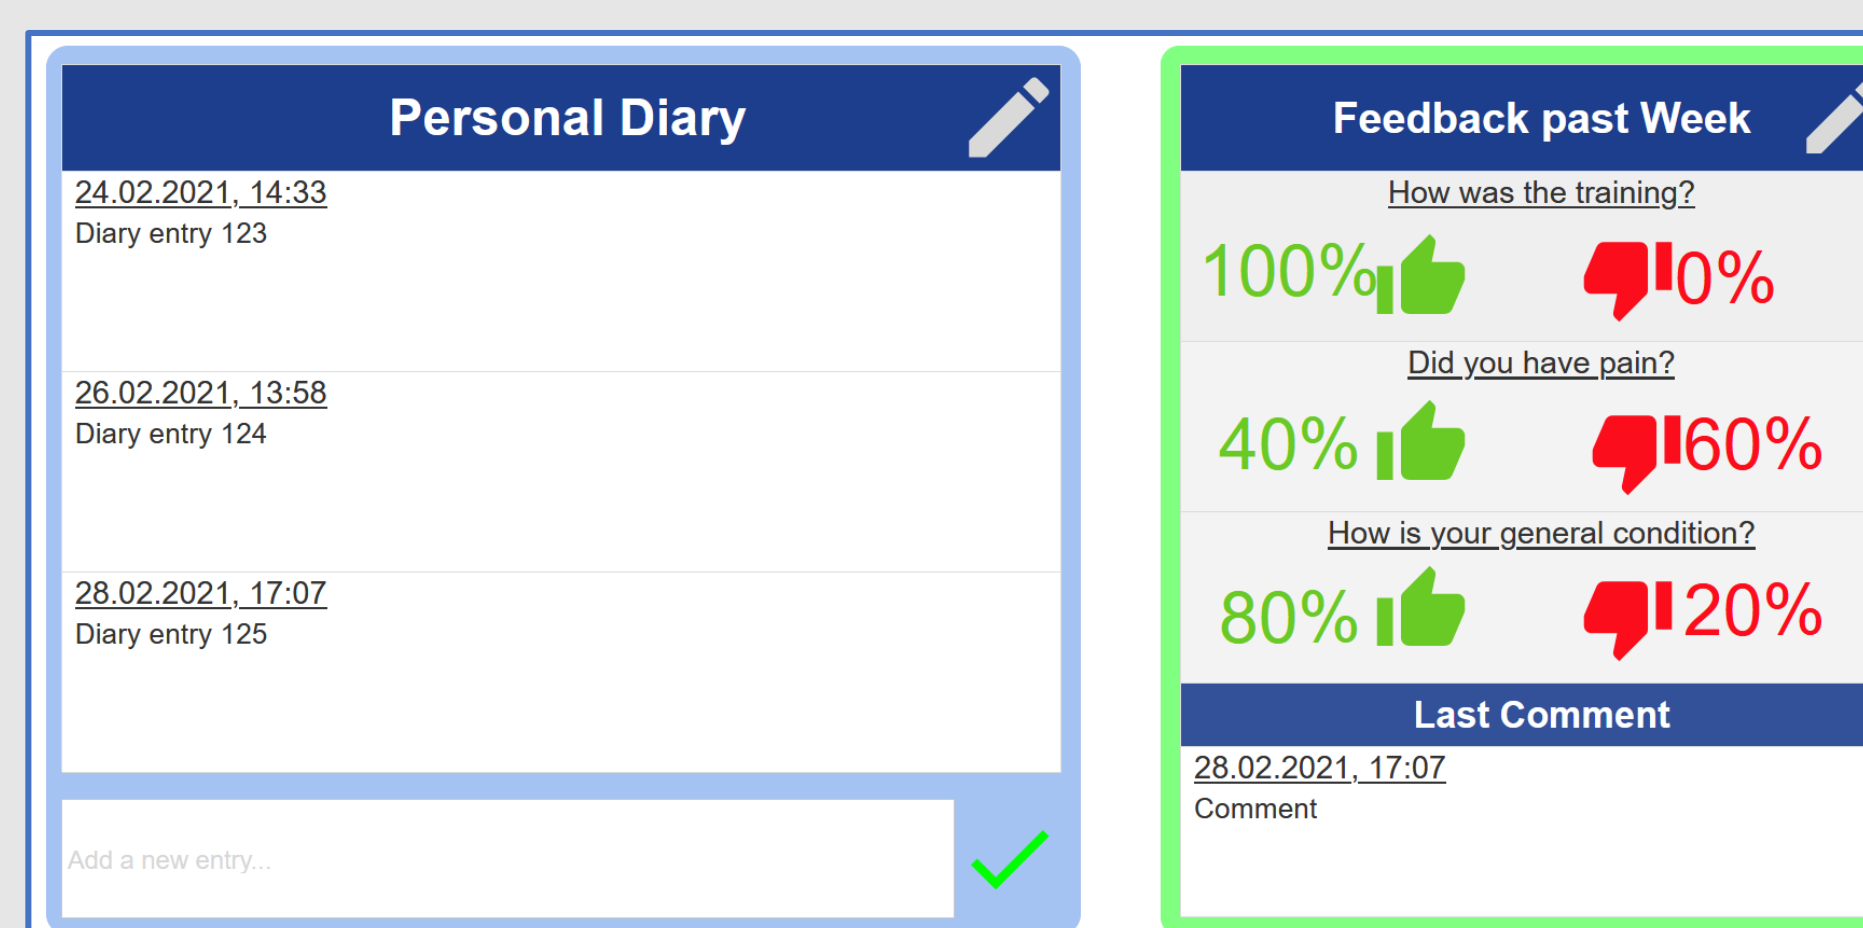 Personal Diary
24.02.2021, 14:33
Diary entry 123
26.02.2021, 13:58
Diary entry 124
28.02.2021, 17:07
Diary entry 125
Add a new entry...
Feedback past Week
How was the training?
100% 0%
Did you have pain?
40% 60%
How is your general condition?
80% 20%
Last Comment
28.02.2021, 17:07
Comment